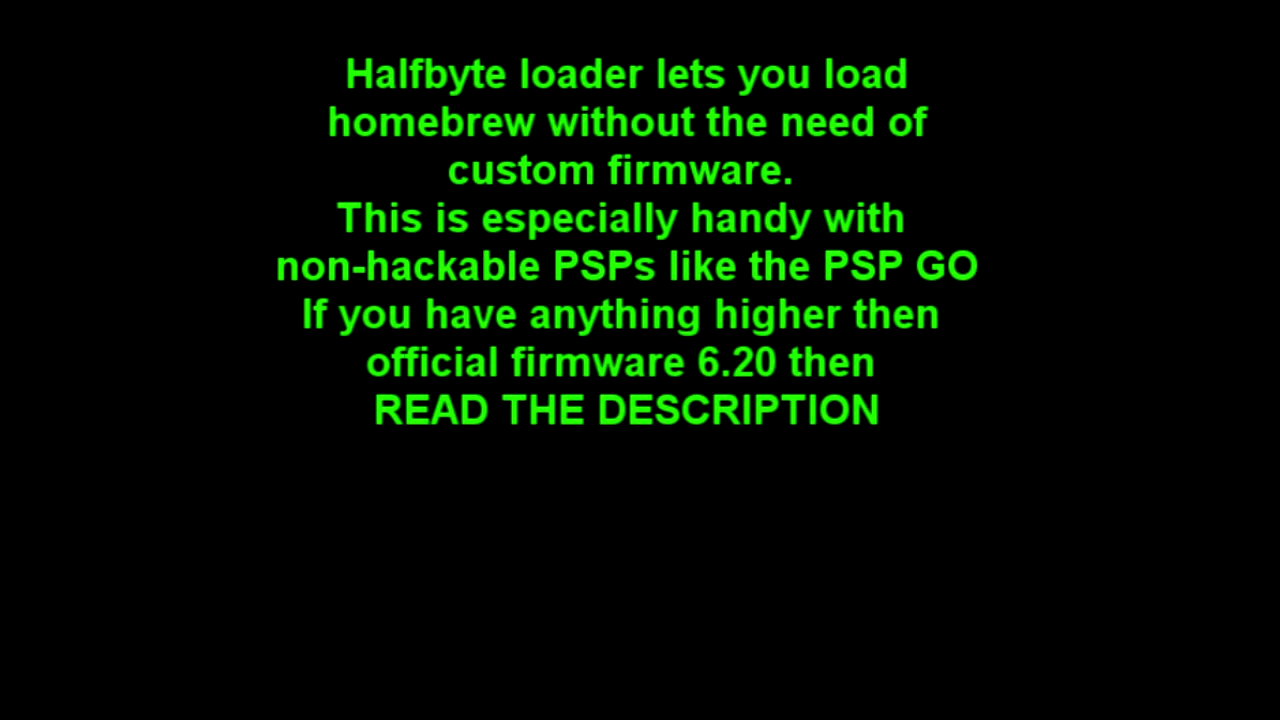 Halfbyte loader lets you load
homebrew without the need of
custom firmware.
This is especially handy with
non-hackable PSPs like the PSP GO
If you have anything higher then
official firmware 6.20 then
READ THE DESCRIPTION